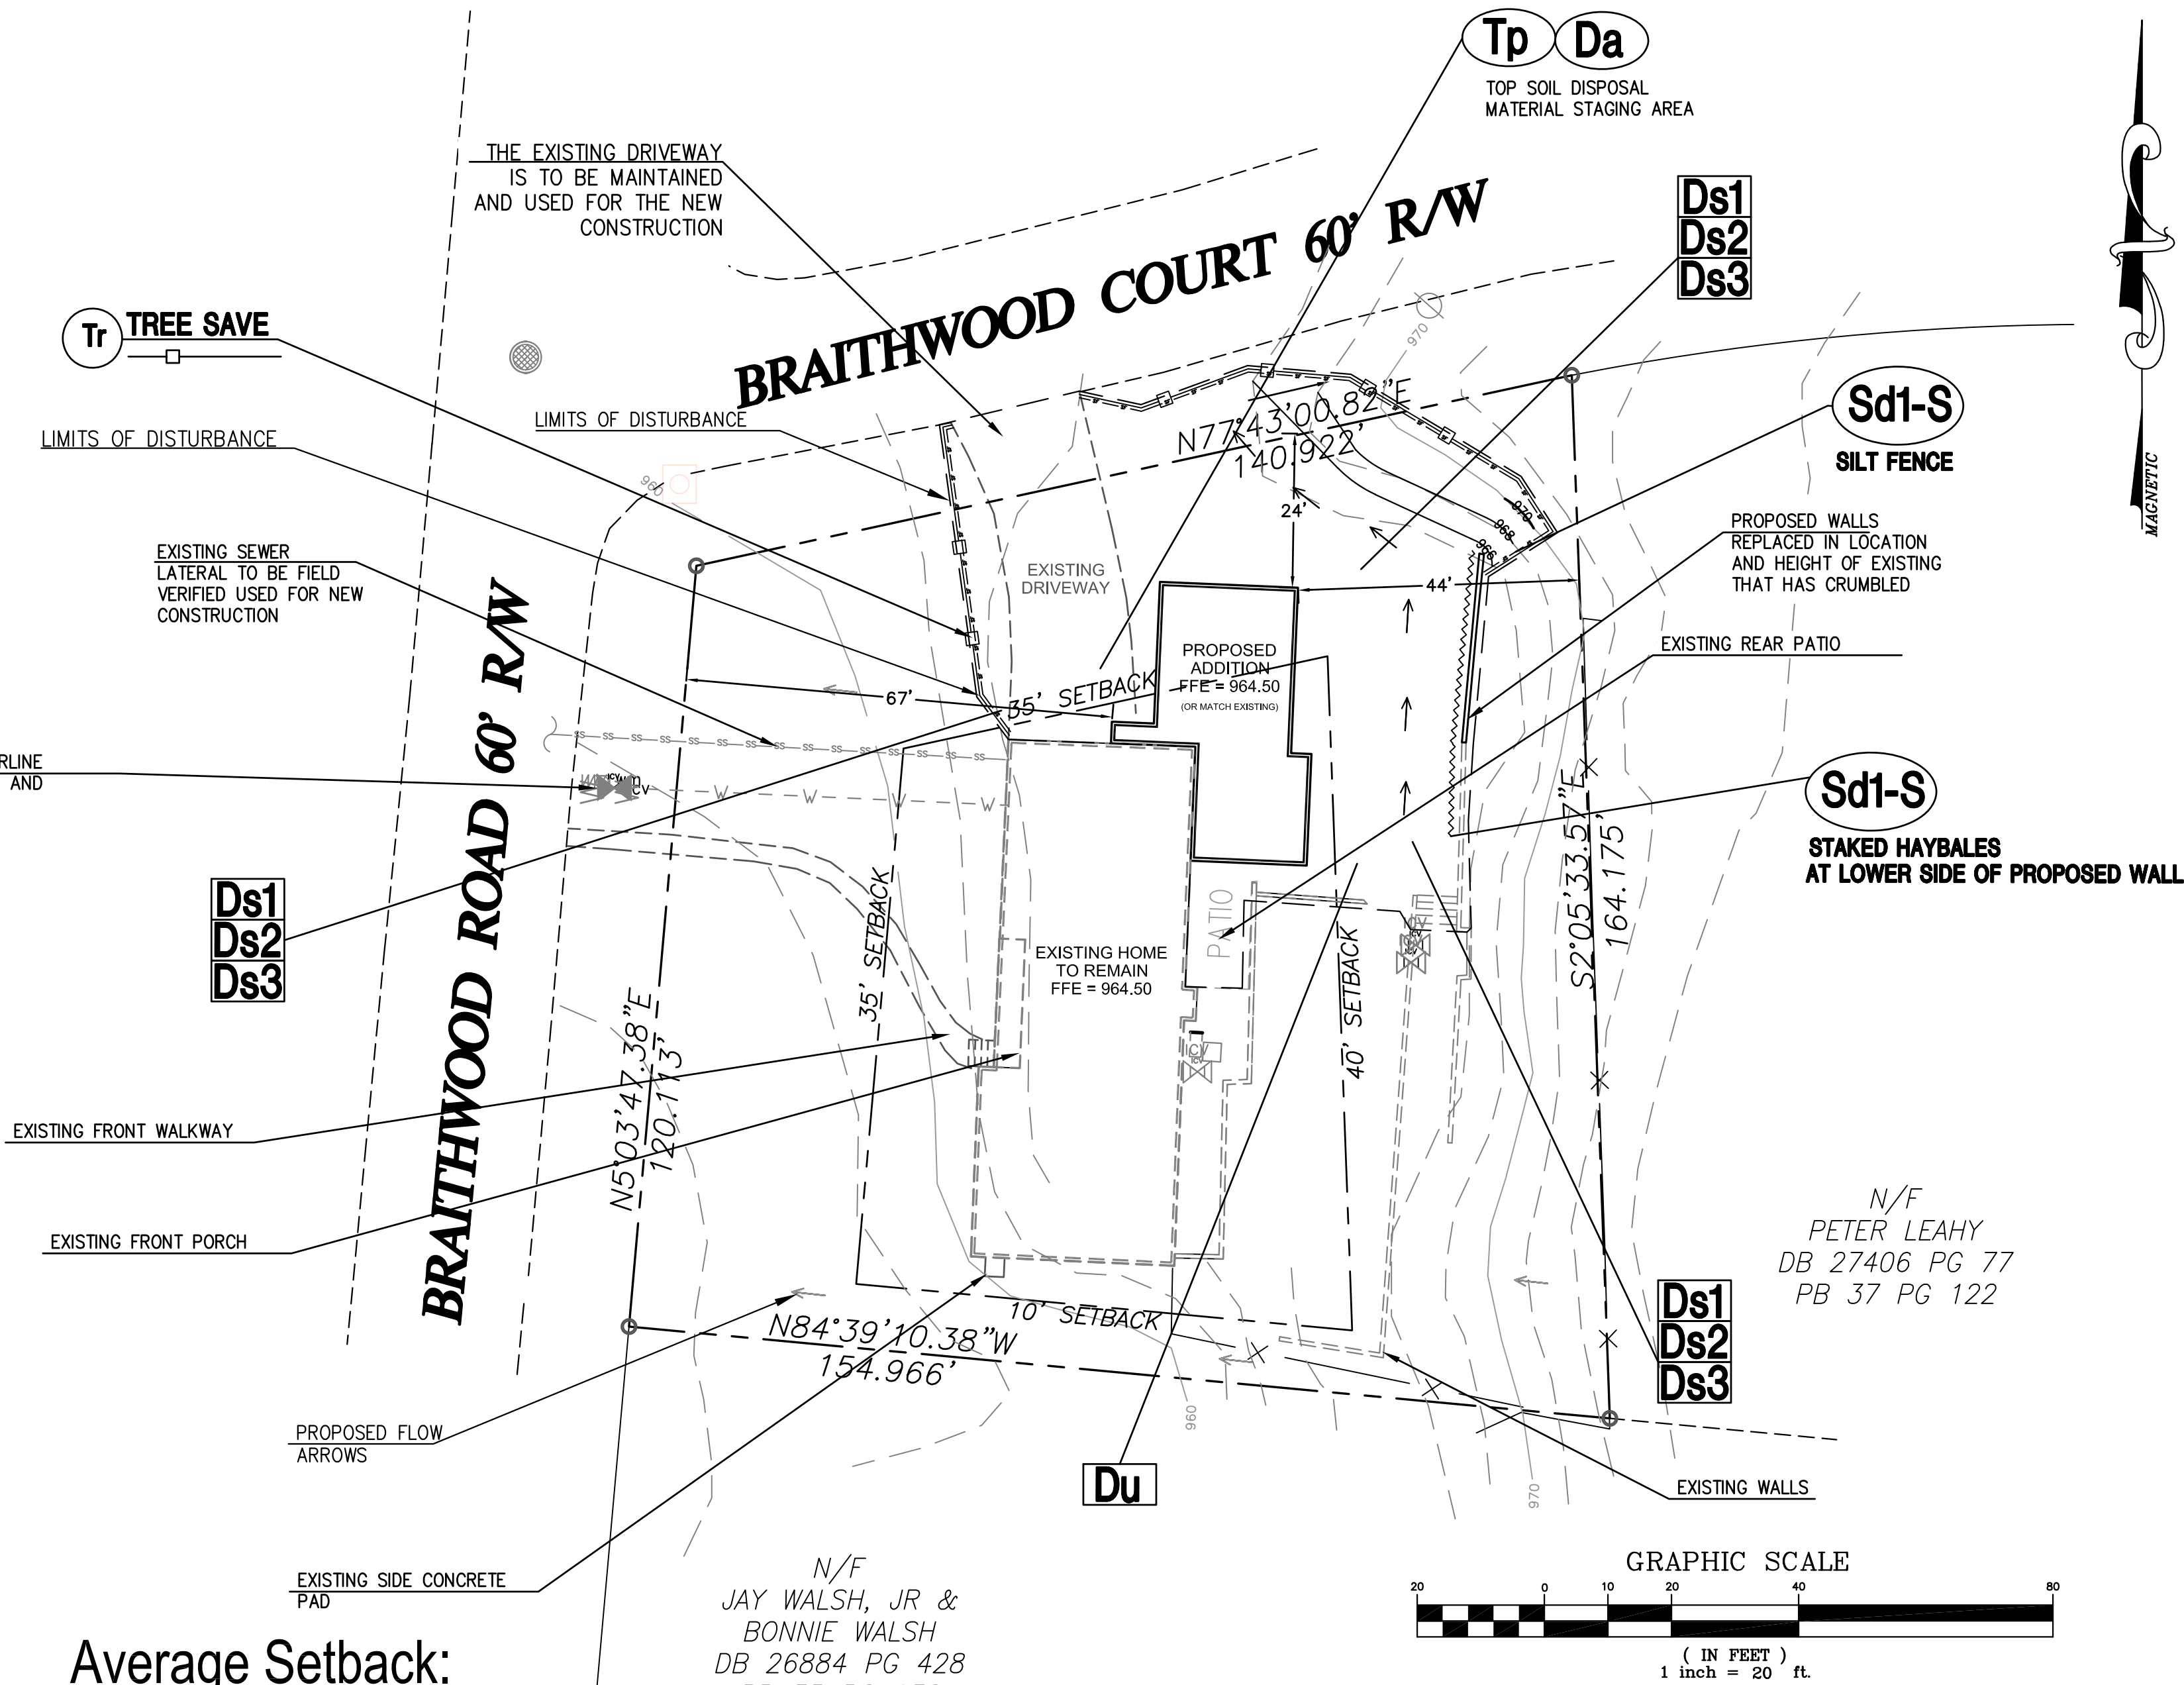 Tp Da
TOP SOIL DISPOSAL
MATERIAL STAGING AREA
THE EXISTING DRIVEWAY
IS TO BE MAINTAINED
AND USED FOR THE NEW
CONSTRUCTION
BRAITHWOOD COURT 60' R/W
Ds1
Ds2
Ds3
Tr TREE SAVE
LIMITS OF DISTURBANCE
LIMITS OF DISTURBANCE
970
N77°43'00.82"E
140.922'
Sd1-S
SILT FENCE
MAGNETIC
960
24'
970
968
966
PROPOSED WALLS
REPLACED IN LOCATION
AND HEIGHT OF EXISTING
THAT HAS CRUMBLED
EXISTING SEWER
LATERAL TO BE FIELD
VERIFIED USED FOR NEW
CONSTRUCTION
EXISTING
DRIVEWAY
44'
PROPOSED
ADDITION
FFE = 964.50
(OR MATCH EXISTING)
EXISTING REAR PATIO
67'
35' SETBACK
BRAITHWOOD ROAD 60' R/W
SS SS SS SS SS SS SS SS
RLINE
AND
W W W W
CV
S2°05'33.57"E
164.175'
Sd1-S
STAKED HAYBALES
AT LOWER SIDE OF PROPOSED WALL
Ds1
Ds2
Ds3
35' SETBACK
PATIO
EXISTING HOME
TO REMAIN
FFE = 964.50
40' SETBACK
N5°03'47.38"E
120.113'
EXISTING FRONT WALKWAY
EXISTING FRONT PORCH
N/F
PETER LEAHY
DB 27406 PG 77
PB 37 PG 122
10' SETBACK
N84°39'10.38"W
154.966'
Ds1
Ds2
Ds3
960
970
PROPOSED FLOW
ARROWS
Du
EXISTING WALLS
EXISTING SIDE CONCRETE
PAD
N/F
JAY WALSH, JR &
BONNIE WALSH
DB 26884 PG 428
GRAPHIC SCALE
20 0 10 20 40 80
( IN FEET )
1 inch = 20 ft.
Average Setback: